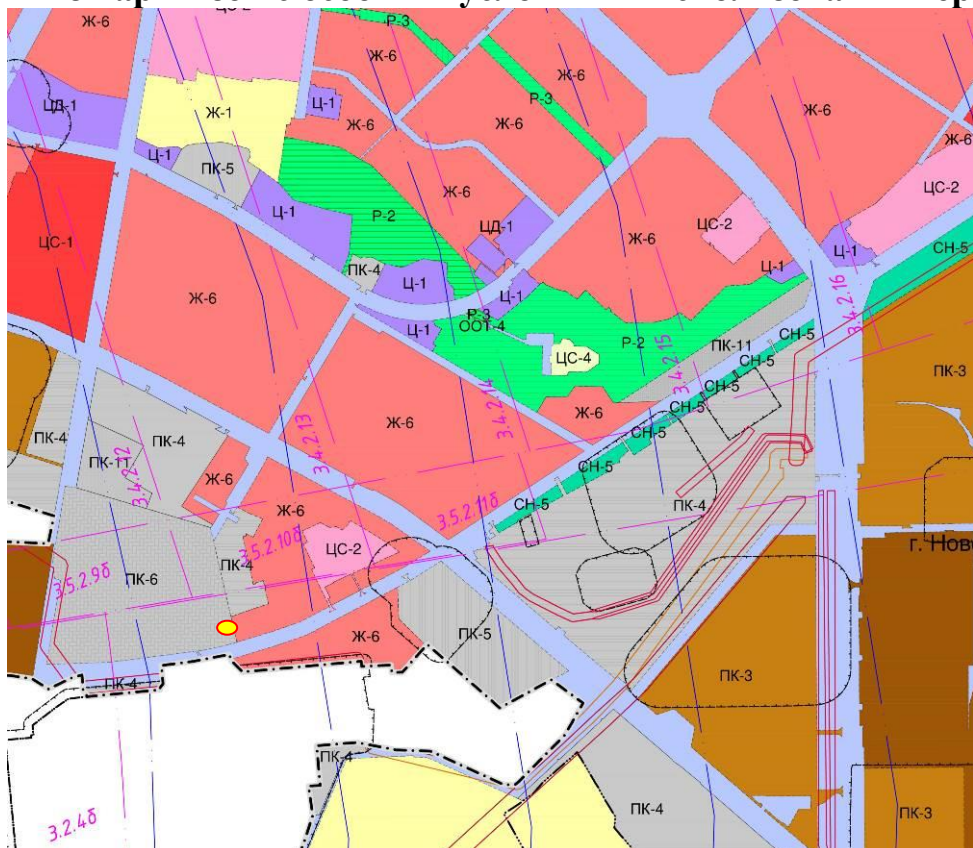 ЦС-2
Ж-6
Ж-6
Р-3
Ж-6
Р-3
Ж-6
Ж-6
Ж-6
ЦД-1
Ж-1
Ц-1
Ж-6
Ц-1
ПК-5
Ж-6
ЦС-2
ЦС-2
Ц-1
Р-2
ЦД-1
ЦС-1
Ж-6
СН-5
Ц-1
ПК-4
Ц-1
Ц-1
3.4.2.16
Ж-6
Ц-1
Р-3
ООТ-4
Ц-1
Р-2
ПК-11
СН-5
ЦС-4
3.4.2.15
СН-5
ПК-3
СН-5
3.4.2.14
Ж-6
СН-5
Ж-6
3.4.2.13
ПК-4
ПК-4
СН-5
ПК-11
3.4.2.12
Ж-6
СН-5
СН-5
Ж-6
3.5.2.11б
ПК-4
3.5.2.10б
ЦС-2
г. Нов
ПК-4
3.5.2.9б
ПК-6
Ж-6
ПК-5
ПК-3
ПК-4
ПК-4
ПК-4
ПК-3
3.2.4б